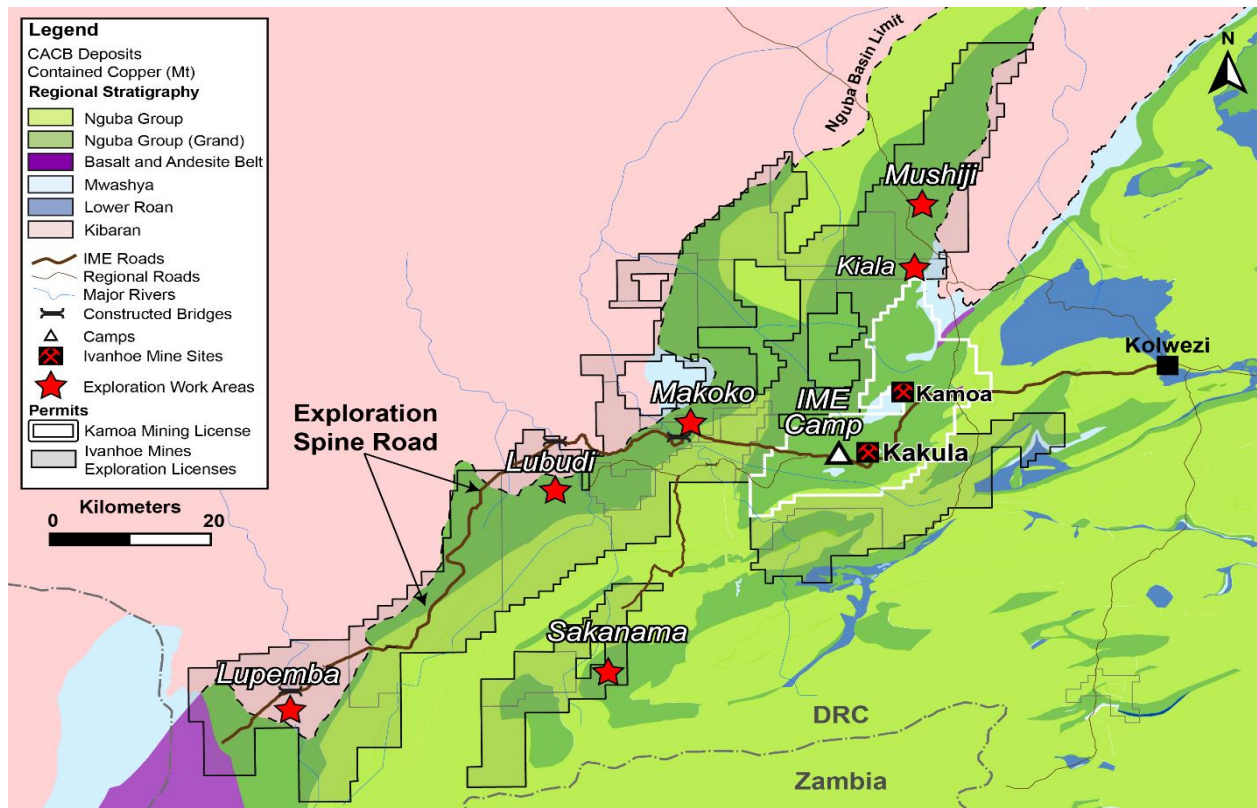 Legend
CACB Deposits
Contained Copper (Mt)
Regional Stratigraphy
Nguba Group
Nguba Group (Grand)
Basalt and Andesite Belt
Mwashya
Lower Roan
Kibaran
IME Roads
Regional Roads
Major Rivers
Constructed Bridges
Camps
Ivanhoe Mine Sites
Exploration Work Areas
Permits
Kamoa Mining License
Ivanhoe Mines
Exploration Licenses
Kilometers
0 20
Nguba Basin Limit
N
Mushiji
Kiala
Kolwezi
Makoko
IME
Camp
Kamoa
Kakula
Exploration
Spine Road
Lubudi
Sakanama
Lupemba
DRC
Zambia